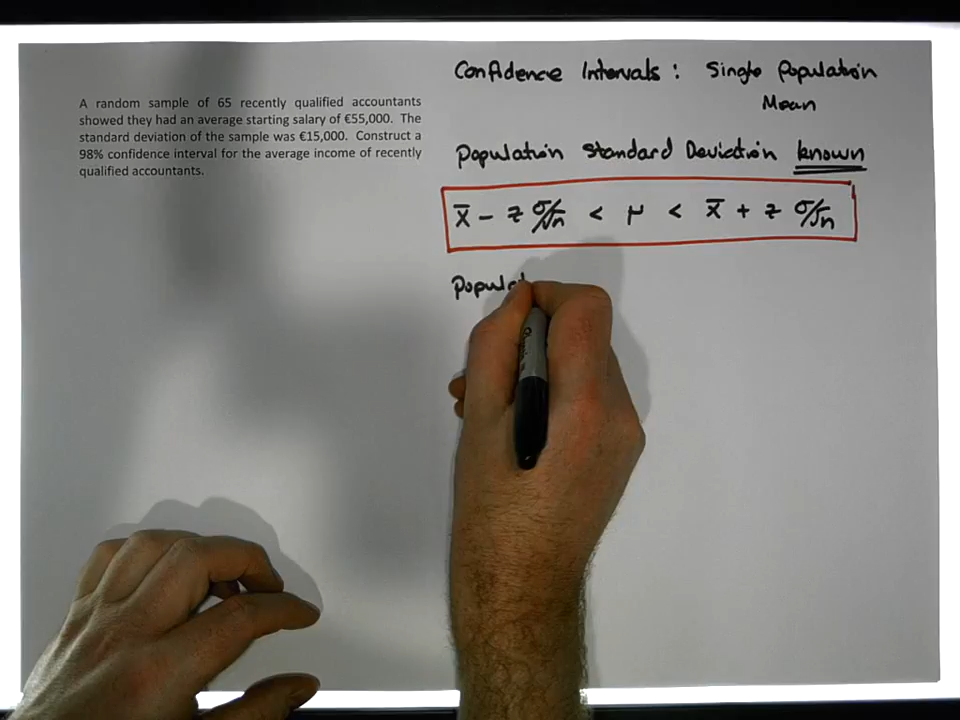 A random sample of 65 recently qualified accountants
showed they had an average starting salary of €55,000. The
standard deviation of the sample was €15,000. Construct a
98% confidence interval for the average income of recently
qualified accountants.
Confidence Intervals : Single Population
Mean
Population Standard Deviation known
x̄ - z σ/√n < μ < x̄ + z σ/√n